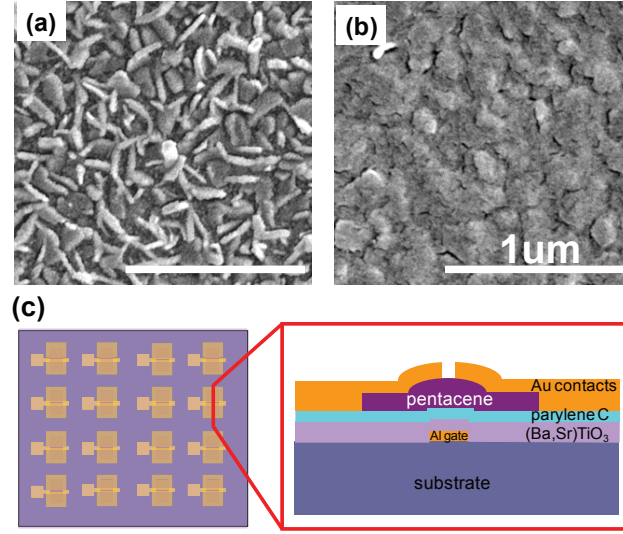 (a)
(b)
1um
(c)
Au contacts
pentacene
parylene C
(Ba,Sr)TiO₃
Al gate
substrate